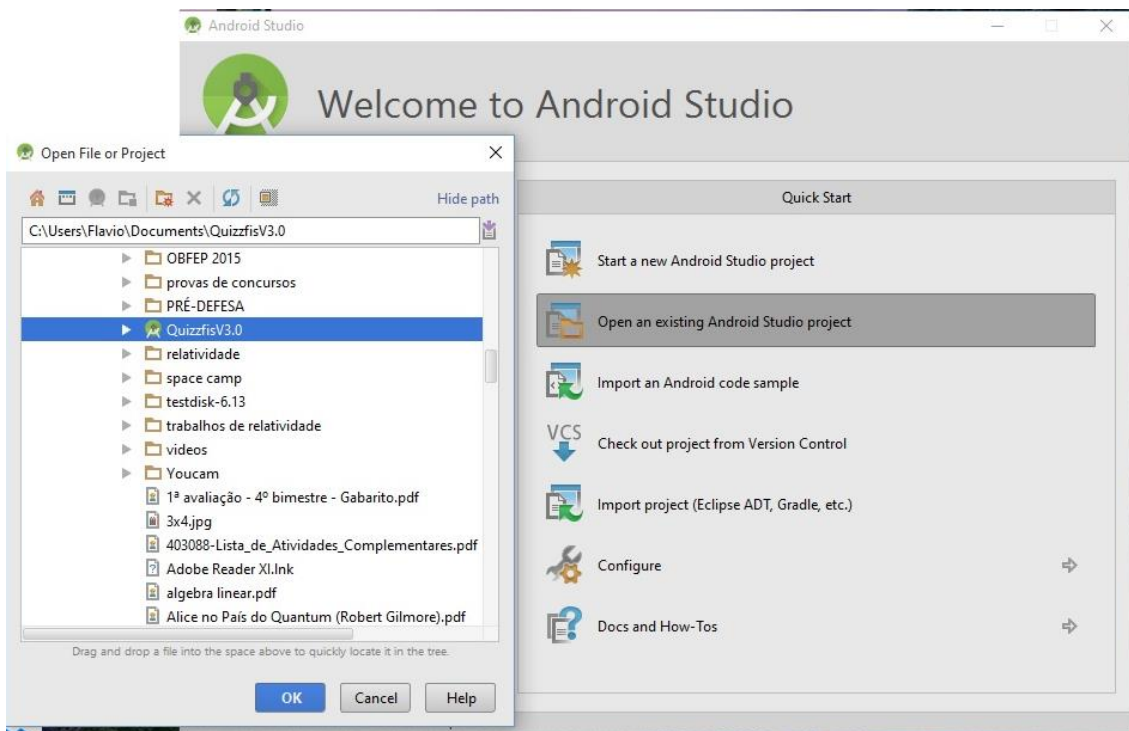 Android Studio
Welcome to Android Studio
Open File or Project
Hide path
C:\Users\Flavio\Documents\QuizzfisV3.0
OBFEP 2015
provas de concursos
PRÉ-DEFESA
QuizzfisV3.0
relatividade
space camp
testdisk-6.13
trabalhos de relatividade
videos
Youcam
1ª avaliação - 4º bimestre - Gabarito.pdf
3x4.jpg
403088-Lista_de_Atividades_Complementares.pdf
Adobe Reader XI.lnk
algebra linear.pdf
Alice no País do Quantum (Robert Gilmore).pdf
Drag and drop a file into the space above to quickly locate it in the tree.
OK
Cancel
Help
Quick Start
Start a new Android Studio project
Open an existing Android Studio project
Import an Android code sample
VCS
Check out project from Version Control
Import project (Eclipse ADT, Gradle, etc.)
Configure
Docs and How-Tos